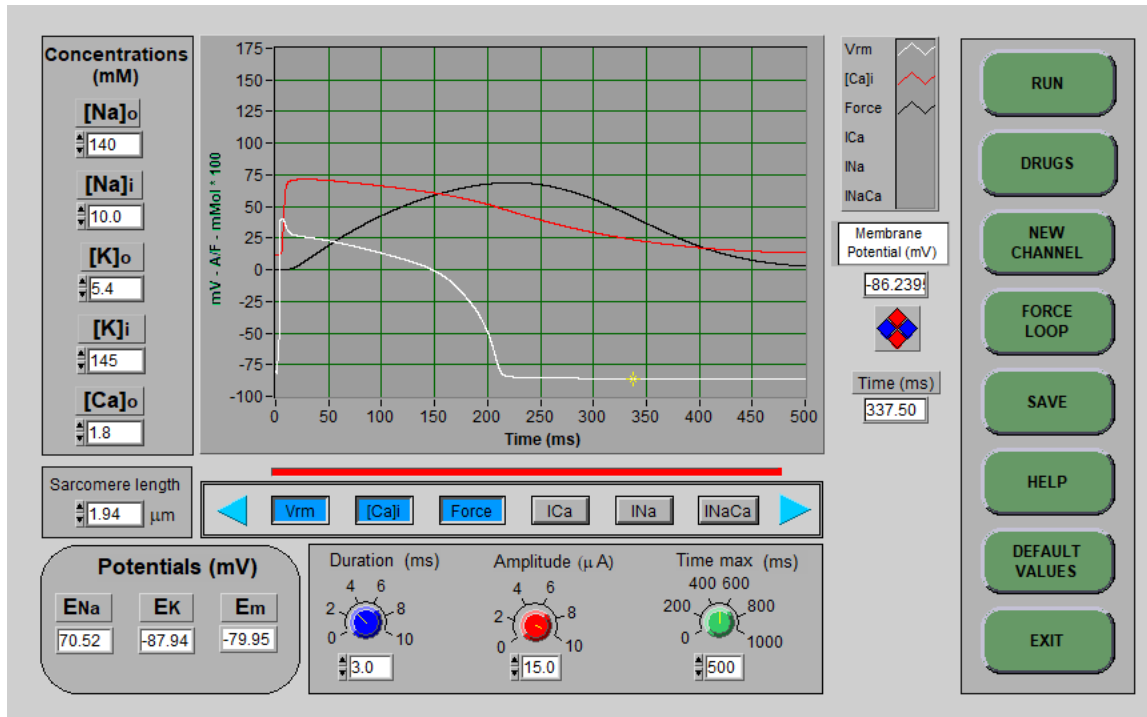 Concentrations
(mM)
[Na]o
140
[Na]i
10.0
[K]o
5.4
[K]i
145
[Ca]o
1.8
Sarcomere length
1.94 μm
Potentials (mV)
ENa EK Em
70.52 -87.94 -79.95
mV - A/F - mMol * 100
175
150
125
100
75
50
25
0
-25
-50
-75
-100
0 50 100 150 200 250 300 350 400 450 500
Time (ms)
Vrm [Ca]i Force ICa INa INaCa
Duration (ms)
0 2 4 6 8 10
3.0
Amplitude (μ A)
0 2 4 6 8 10
15.0
Time max (ms)
0 200 400 600 800 1000
500
Vrm
[Ca]i
Force
ICa
INa
INaCa
Membrane
Potential (mV)
-86.2395
Time (ms)
337.50
RUN
DRUGS
NEW
CHANNEL
FORCE
LOOP
SAVE
HELP
DEFAULT
VALUES
EXIT